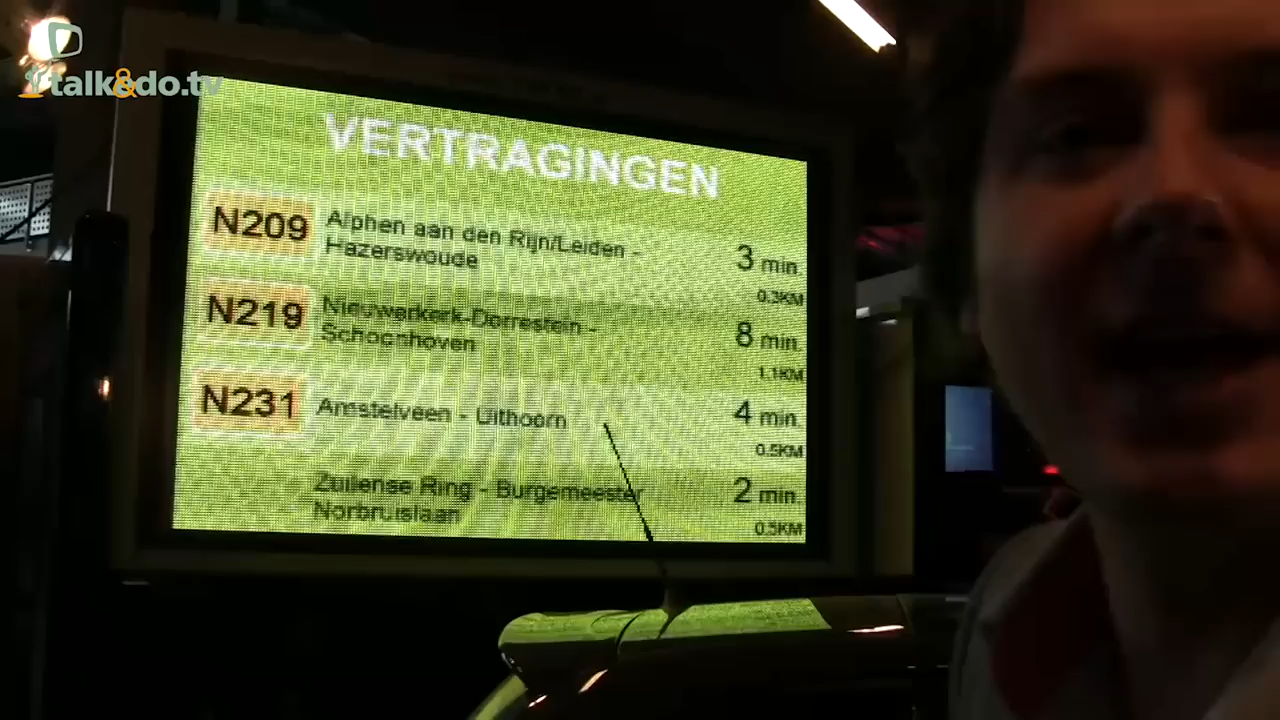 talk&do.tv
VERTRAGINGEN
N209 Alphen aan den Rijn/Leiden -
Hazerswoude
3 min.
0.3KM
N219 Nieuwerkerk-Dorrestein -
Schoonhoven
8 min.
1.1KM
N231 Amstelveen - Uithoorn
4 min.
0.5KM
Zuilense Ring - Burgemeester
Norbruislaan
2 min.
0.5KM